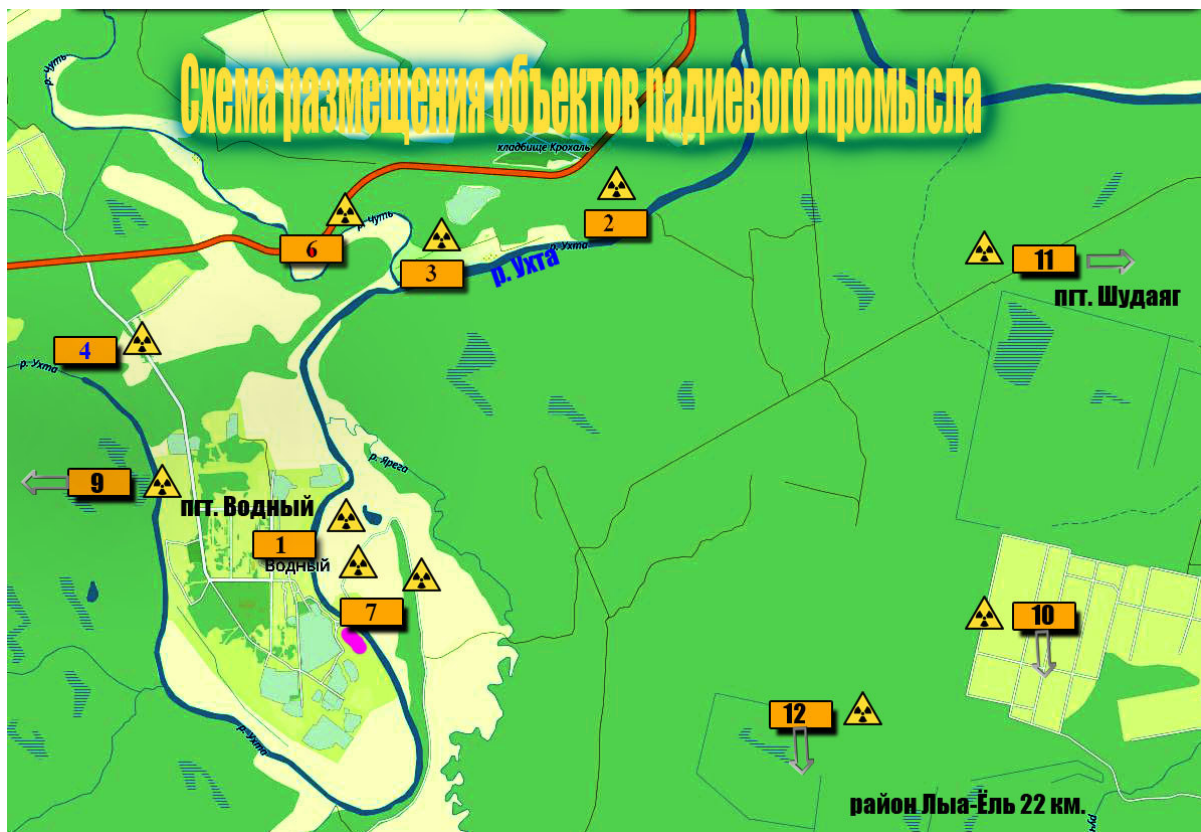 р. Чуть
Схема размещения объектов радиевого промысла
кладбище Крохаль
2
р. Чуть
6
р. Ухта
3
р. Ухта
11
пгт. Шудаяг
4
р. Ухта
р. Ярега
9
пгт. Водный
1
Водный
7
10
12
р. Ухта
район Лыа-Ёль 22 км.
руч